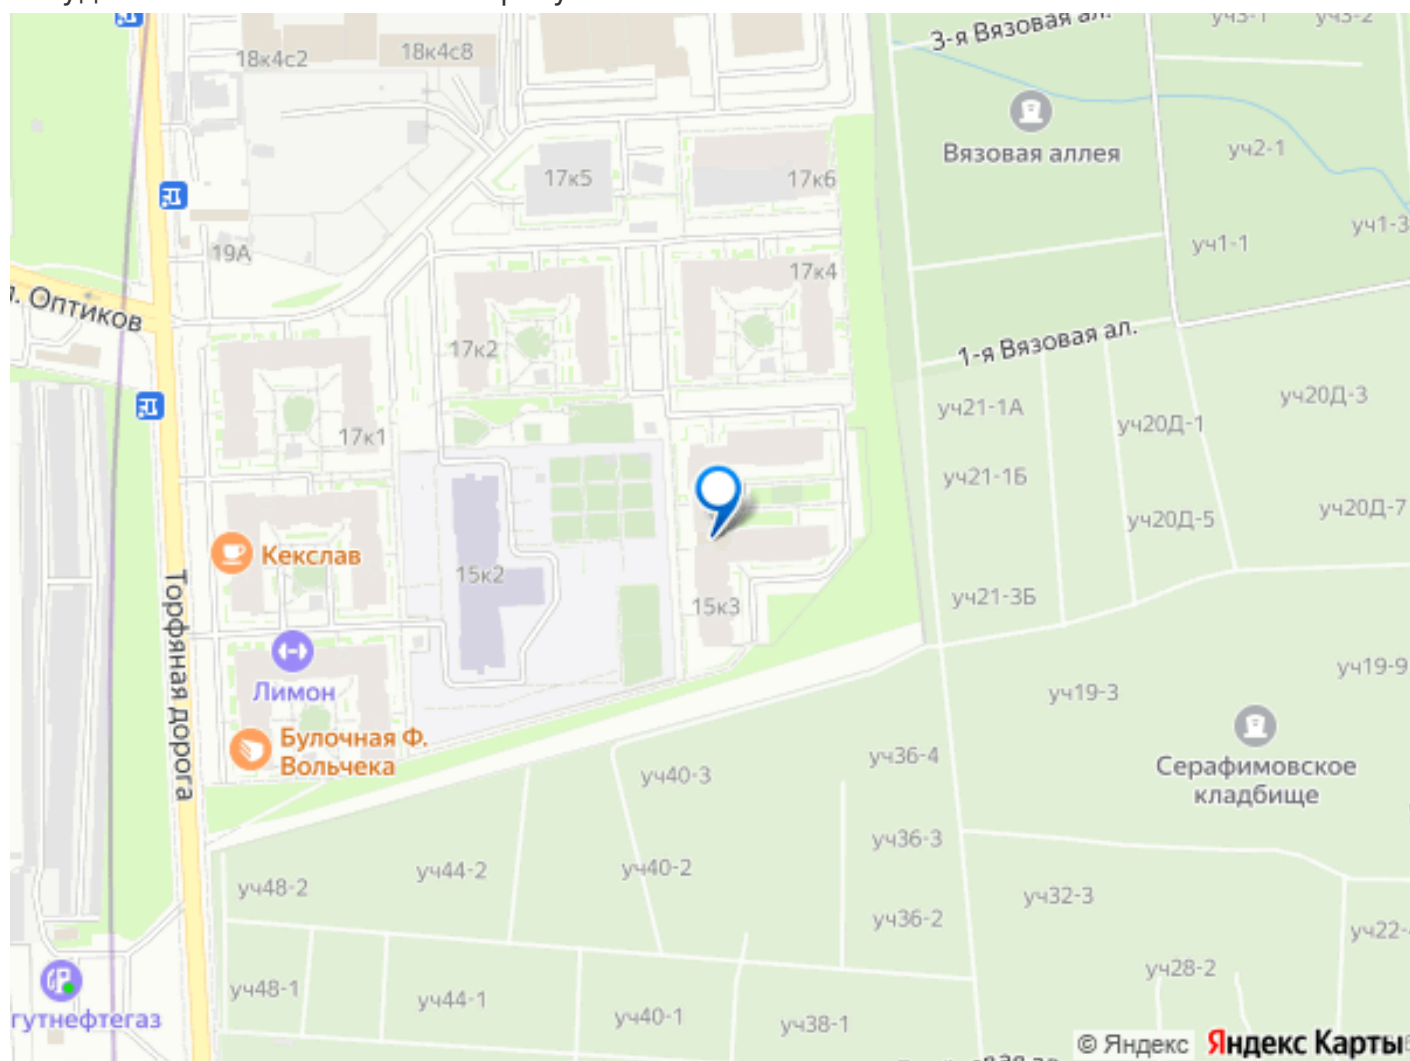 3-я Вязовая ал.
уч3-1
уч3-2
18к4с2
18к4с8
Вязовая аллея
уч2-1
17к5
17к6
уч1-3
уч1-1
19А
17к4
л. Оптиков
1-я Вязовая ал.
17к2
уч20Д-3
уч21-1А
уч20Д-1
17к1
уч21-1Б
уч20Д-7
уч20Д-5
Кекслав
15к2
уч21-3Б
15к3
Торфяная дорога
Лимон
уч19-9
уч19-3
Булочная Ф.
Вольчека
уч36-4
Серафимовское
кладбище
уч40-3
уч36-3
уч44-2
уч40-2
уч48-2
уч32-3
уч36-2
уч22-
уч28-2
уч48-1
уч44-1
гутнефтегаз
уч40-1
уч38-1
© Яндекс
Яндекс Карты